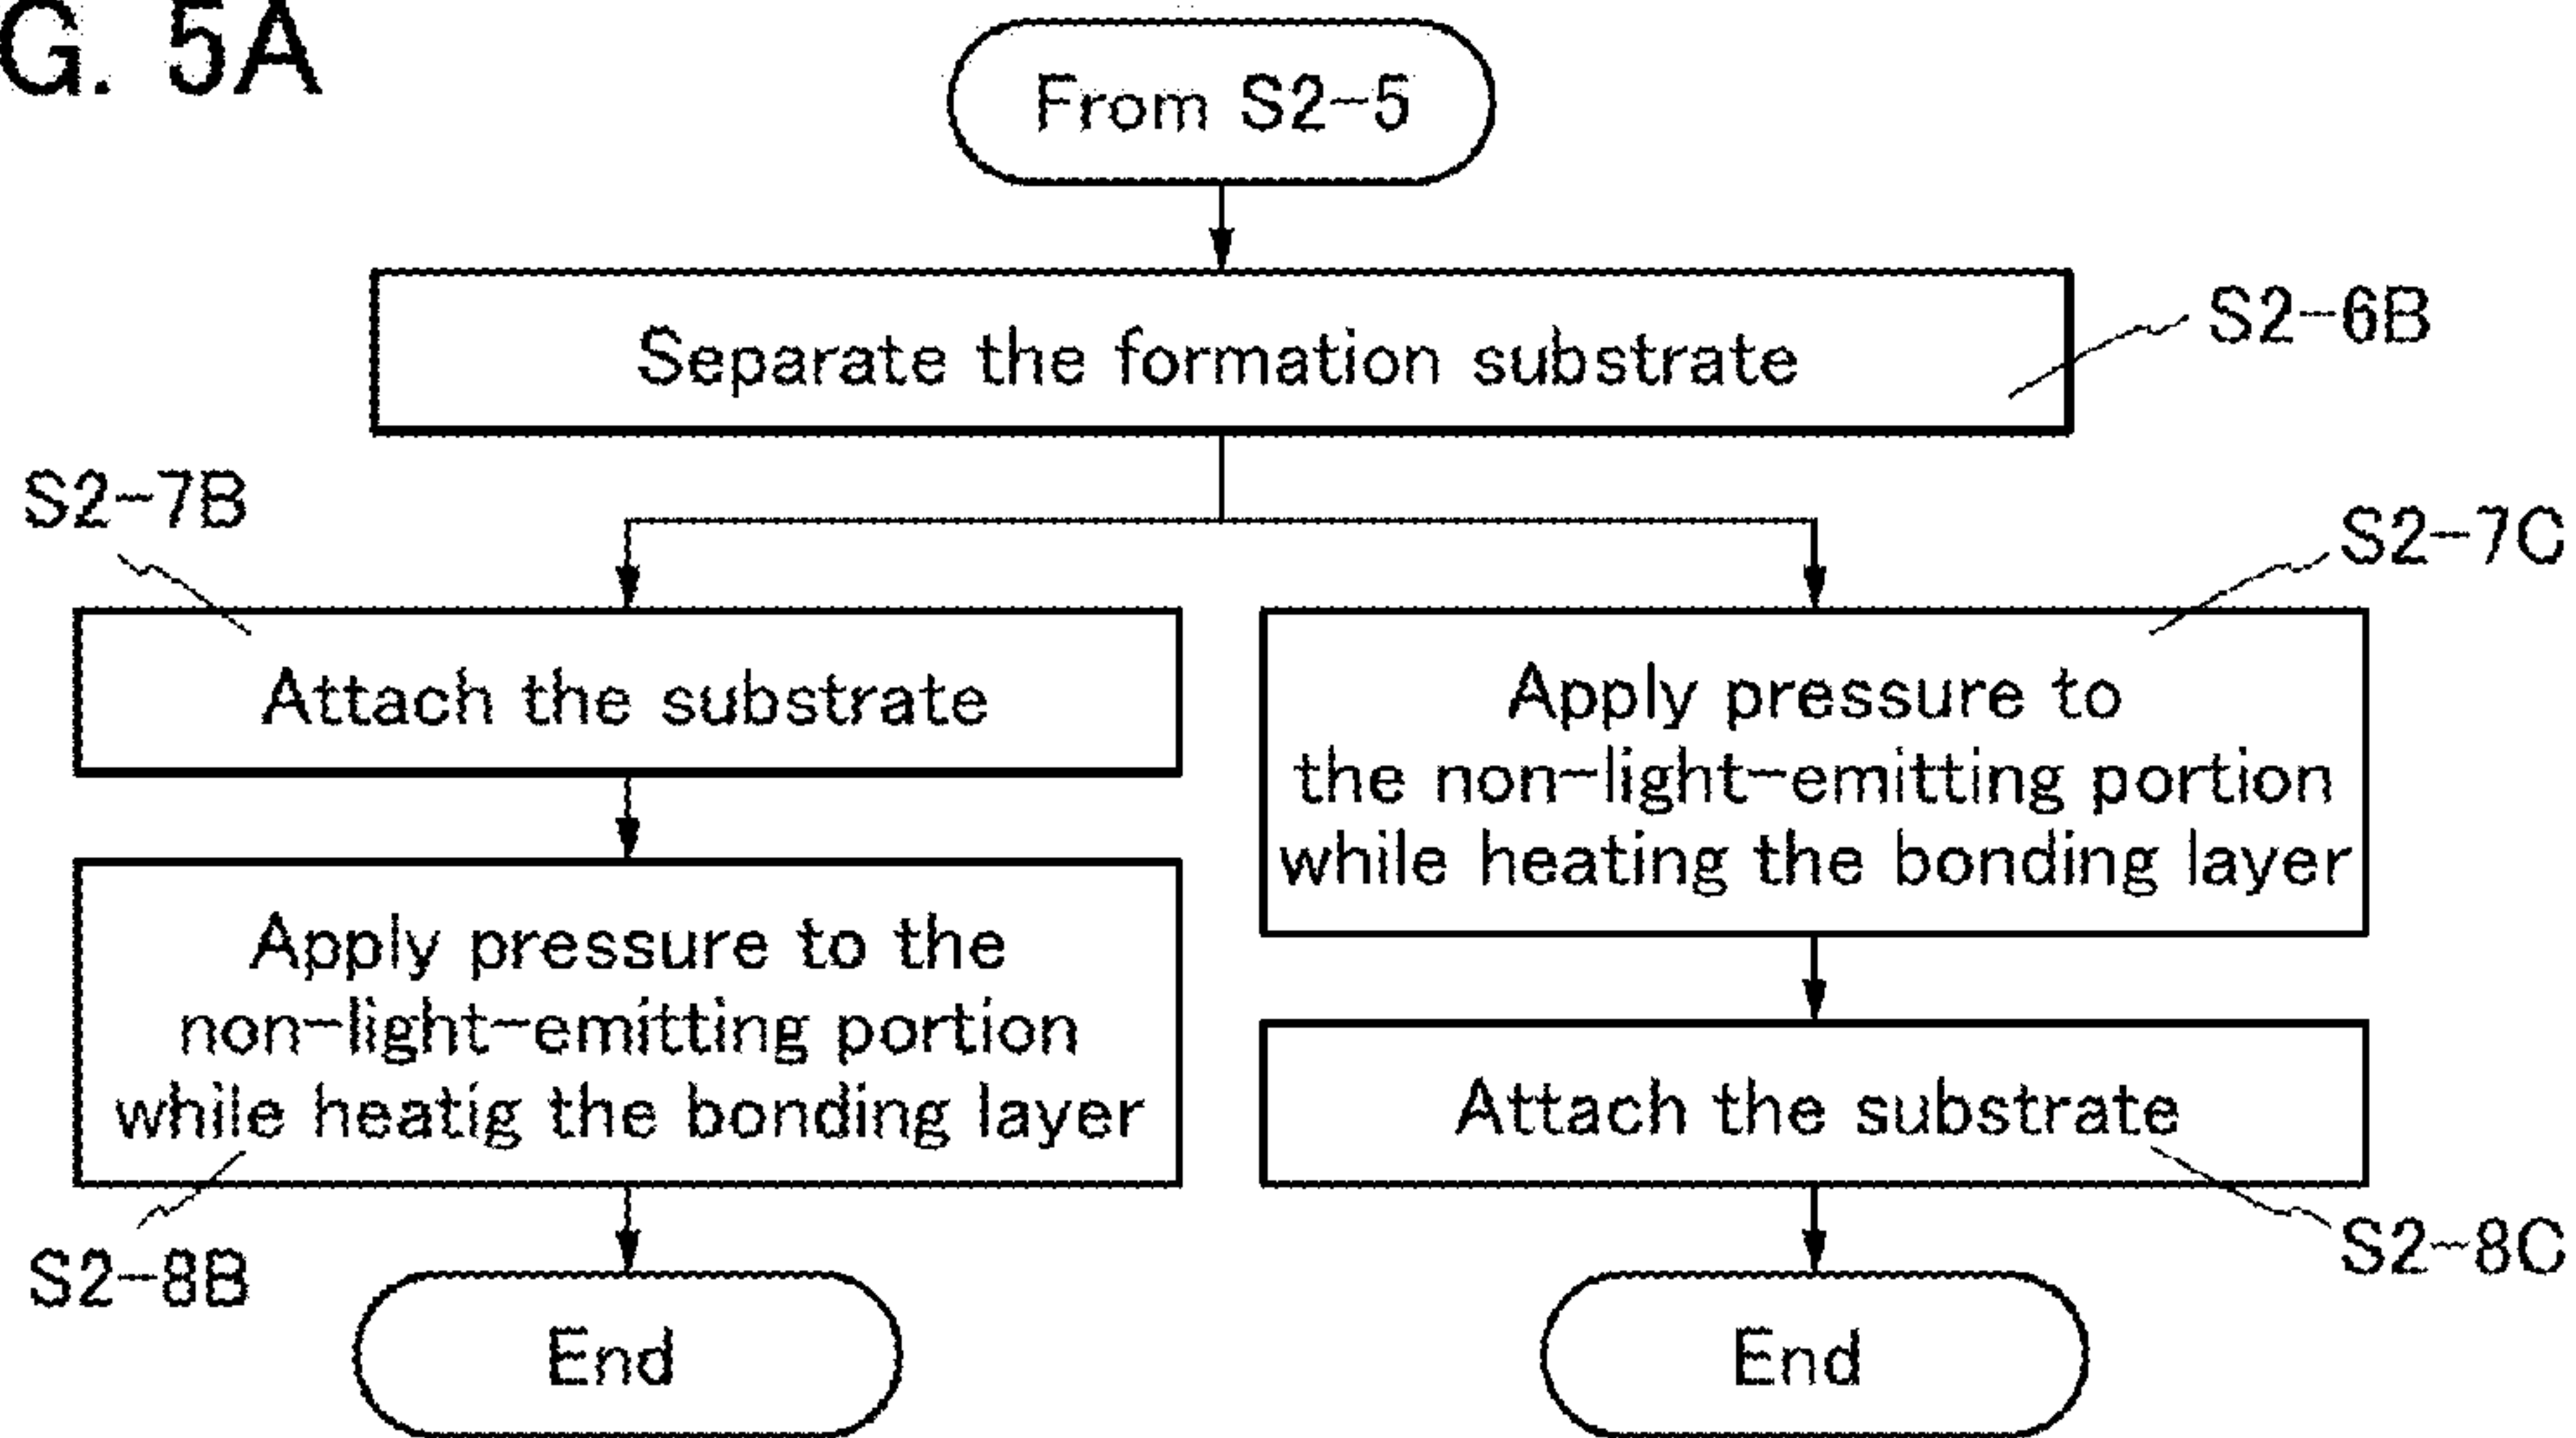 G. 5A
From S2-5
Separate the formation substrate
S2-6B
S2-7B
S2-7C
Attach the substrate
Apply pressure to the
non-light-emitting portion
while heatig the bonding layer
S2-8B
End
Apply pressure to
the non-light-emitting portion
while heating the bonding layer
Attach the substrate
S2-8C
End